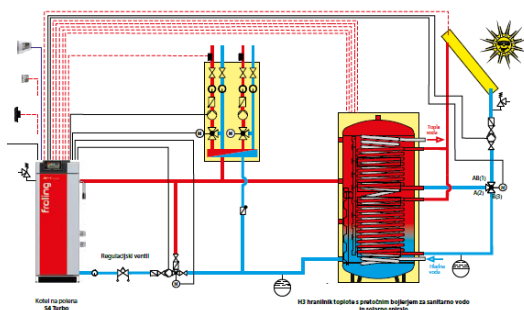 M
M
Topla
voda
froling
AB(1)
M
A(2)
B(3)
Regulacijski ventil
Hladna
voda
M
Kotel na polena
S4 Turbo
H3 hranilnik toplote s pretočnim bojlerjem za sanitarno vodo
in solarno spiralo